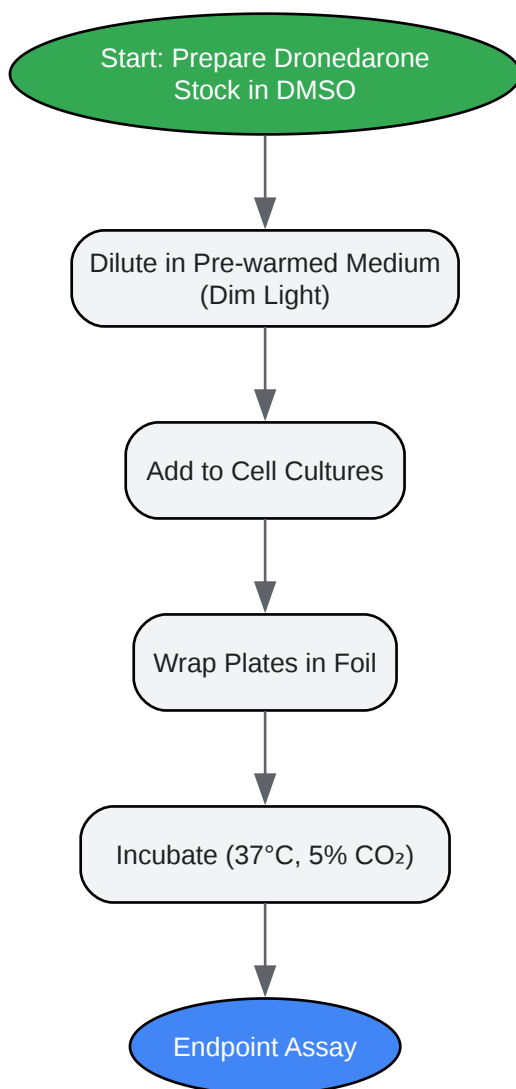 Start: Prepare Dronedarone
Stock in DMSO
Dilute in Pre-warmed Medium
(Dim Light)
Add to Cell Cultures
Wrap Plates in Foil
Incubate (37°C, 5% CO₂)
Endpoint Assay